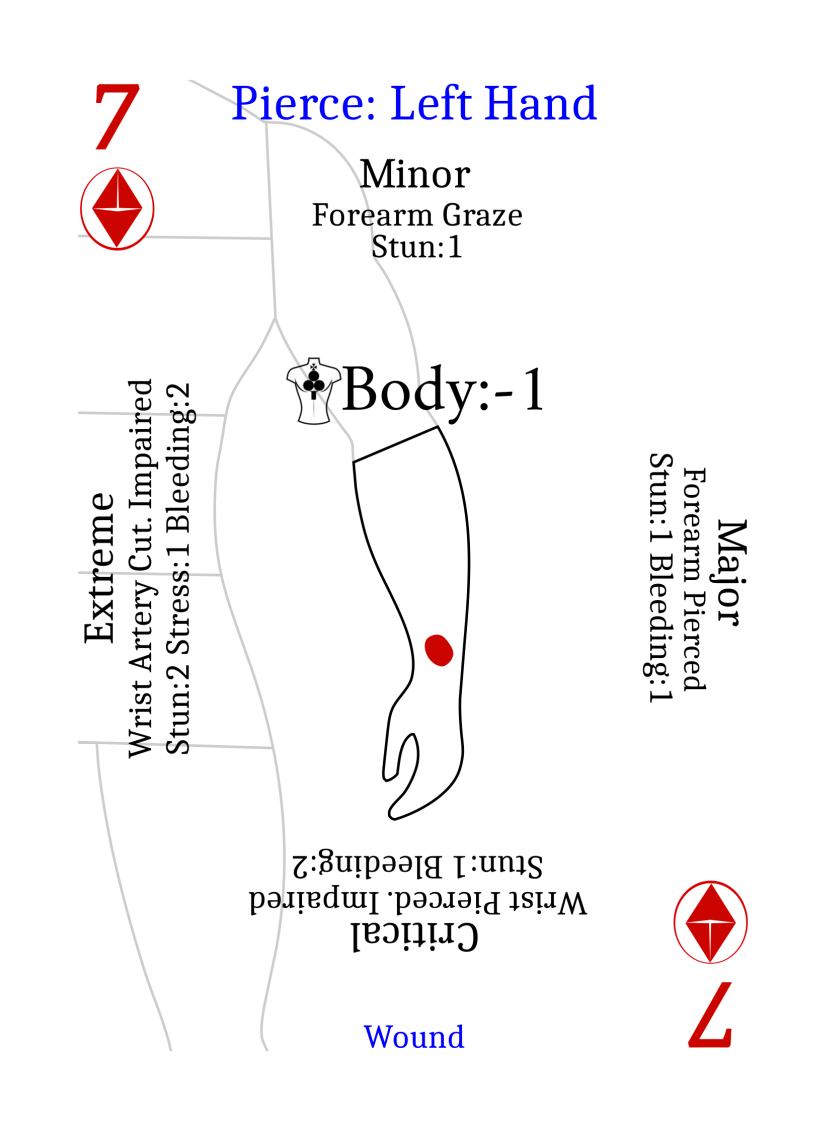 7
Pierce: Left Hand
Minor
Forearm Graze
Stun:1
Body:-1
Extreme
Wrist Artery Cut. Impaired
Stun:2 Stress:1 Bleeding:2
Major
Forearm Pierced
Stun:1 Bleeding:1
Critical
Wrist Pierced. Impaired
Stun:1 Bleeding:2
Wound
7